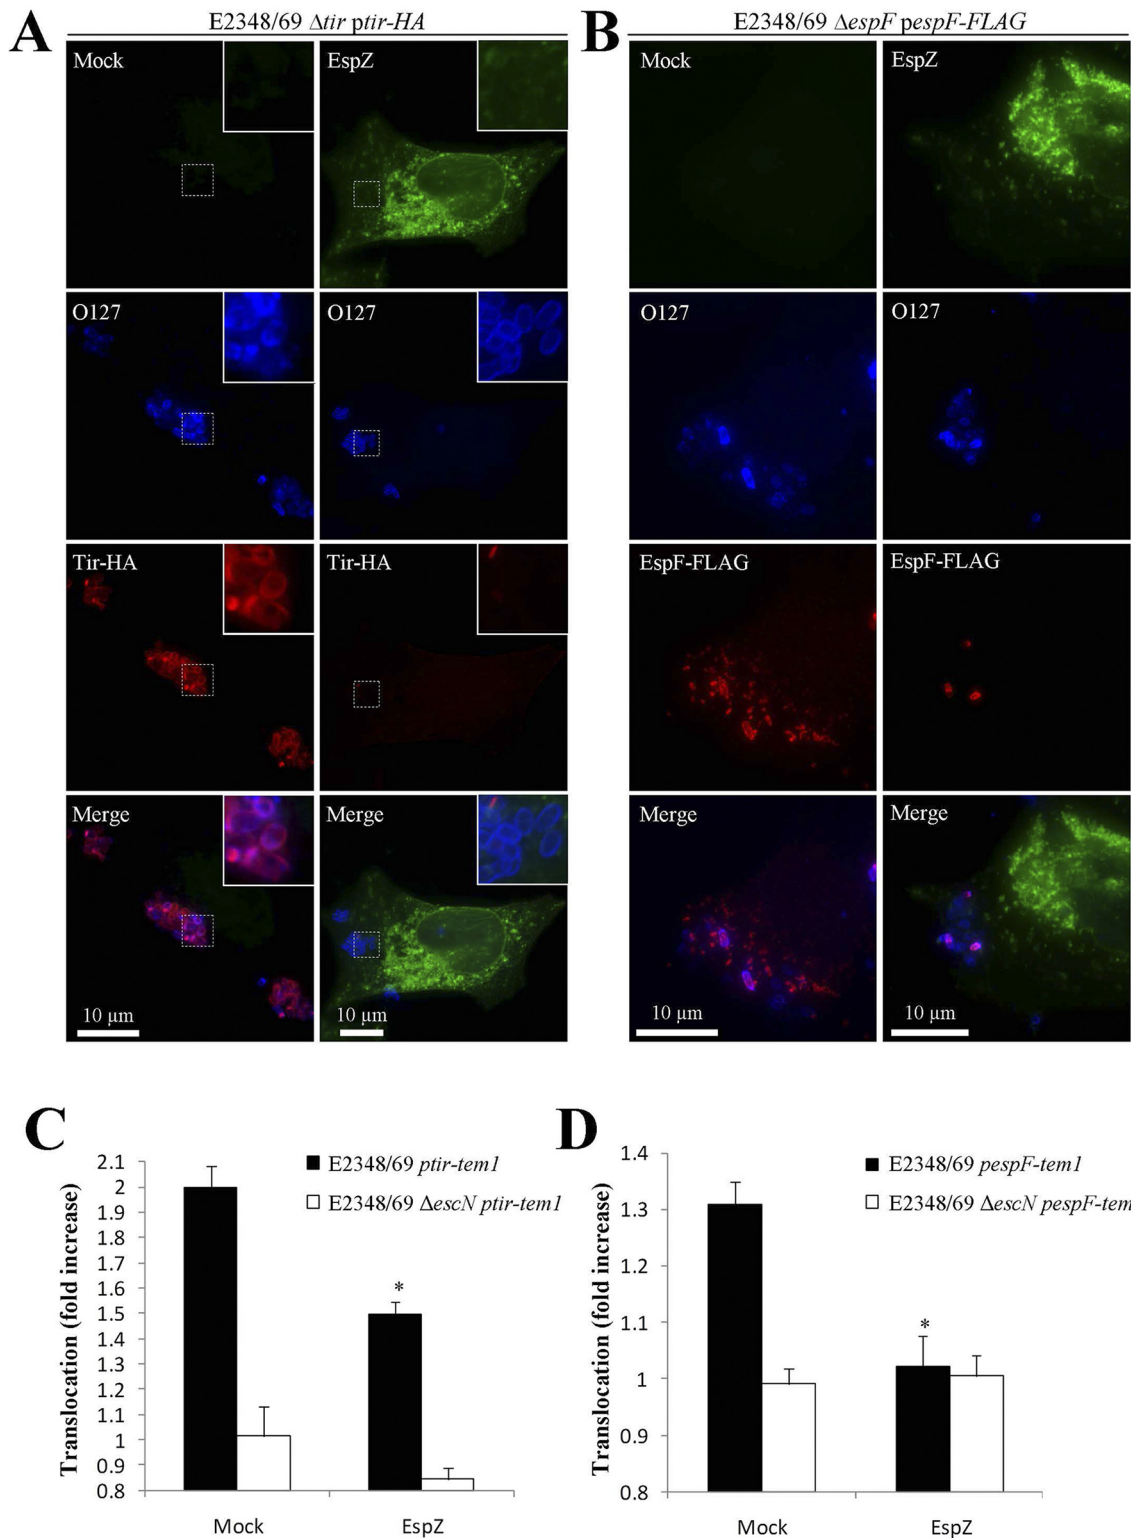 A
E2348/69 Δtir ptir-HA
Mock
EspZ
O127
O127
Tir-HA
Tir-HA
Merge
Merge
10 µm
10 µm
B
E2348/69 ΔespF pespF-FLAG
Mock
EspZ
O127
O127
EspF-FLAG
EspF-FLAG
Merge
Merge
10 µm
10 µm
C
Translocation (fold increase)
2.1
2
1.9
1.8
1.7
1.6
1.5
1.4
1.3
1.2
1.1
1
0.9
0.8
E2348/69 ptir-tem1
E2348/69 ΔescN ptir-tem1
*
Mock
EspZ
D
Translocation (fold increase)
1.4
1.3
1.2
1.1
1
0.9
0.8
E2348/69 pespF-tem1
E2348/69 ΔescN pespF-tem
*
Mock
EspZ